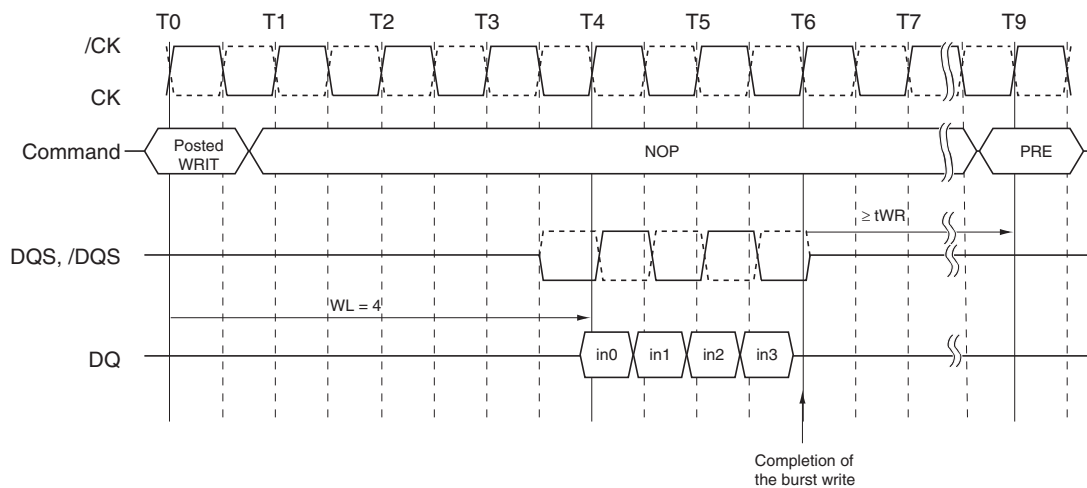 T0 T1 T2 T3 T4 T5 T6 T7 T9
/CK
CK
Command
Posted
WRIT
NOP
PRE
≥ tWR
DQS, /DQS
WL = 4
DQ
in0 in1 in2 in3
Completion of
the burst write